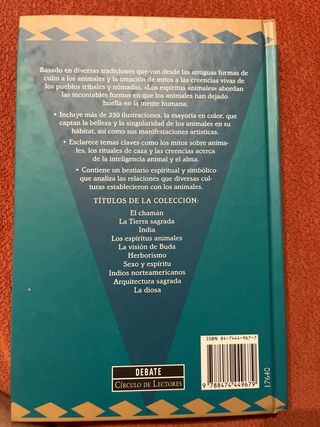 Basado en diversas tradiciones que van desde las antiguas formas de
culto a los animales y la creación de mitos a las creencias vivas de
los pueblos tribales y nómadas. «Los espíritus animales» abordan
las incontables formas en que los animales han dejado
huella en la mente humana.
• Incluye más de 250 ilustraciones, la mayoría en color, que
captan la belleza y la singularidad de los animales en su
hábitat, así como sus manifestaciones artísticas.
• Esclarece temas claves como los mitos sobre anima-
les, los rituales de caza y las creencias acerca
de la inteligencia animal y el alma.
• Contiene un bestiario espiritual y simbólico
que analiza las relaciones que diversas cul-
turas establecieron con los animales.
TÍTULOS DE LA COLECCIÓN:
El chamán
La Tierra sagrada
India
Los espíritus animales
La visión de Buda
Herborismo
Sexo y espíritu
Indios norteamericanos
Arquitectura sagrada
La diosa
ISBN 84-7444-967-7
9 788474 449679
17640
DEBATE
CÍRCULO DE LECTORES